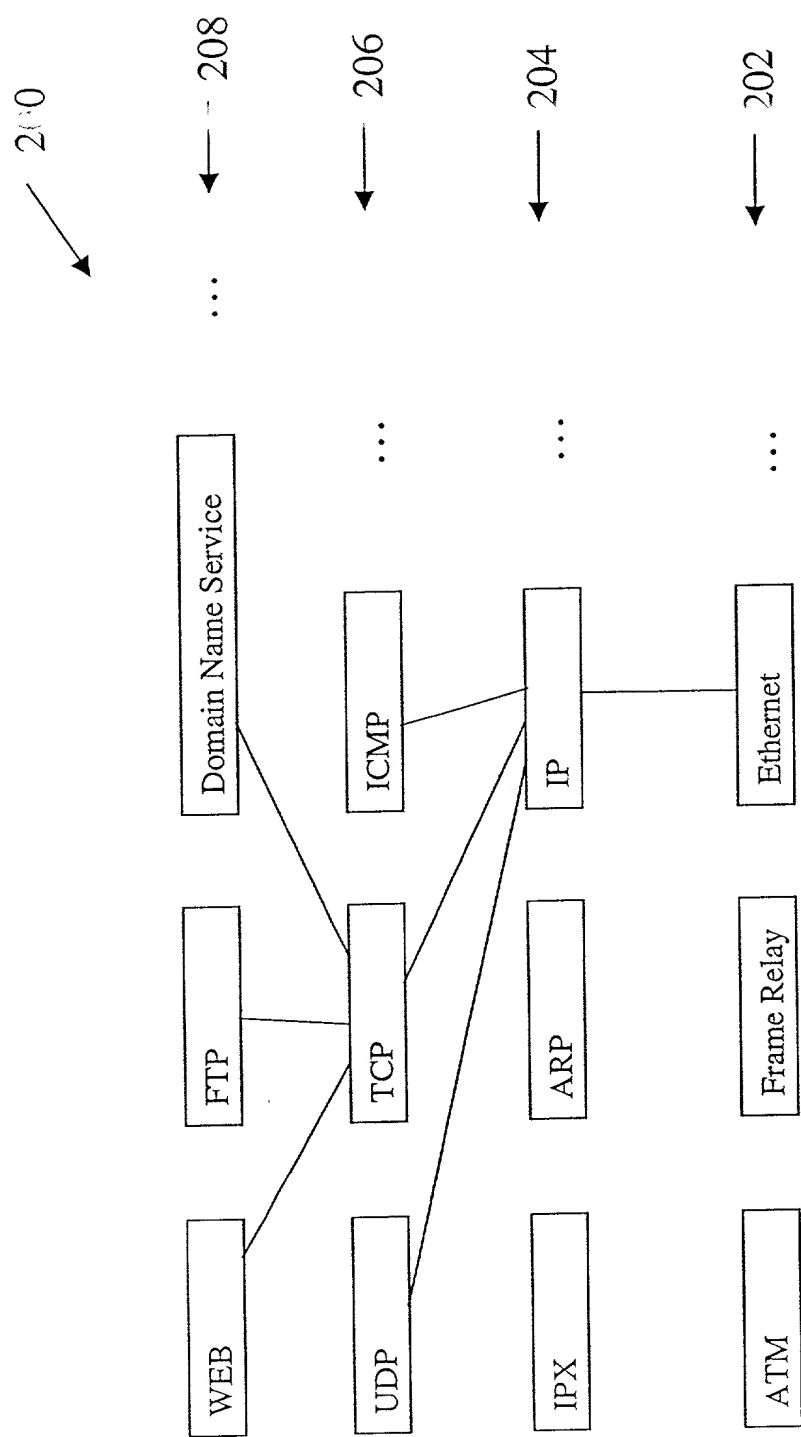 200
WEB FTP Domain Name Service ... 208
UDP TCP ICMP ... 206
IPX ARP IP ... 204
ATM Frame Relay Ethernet ... 202